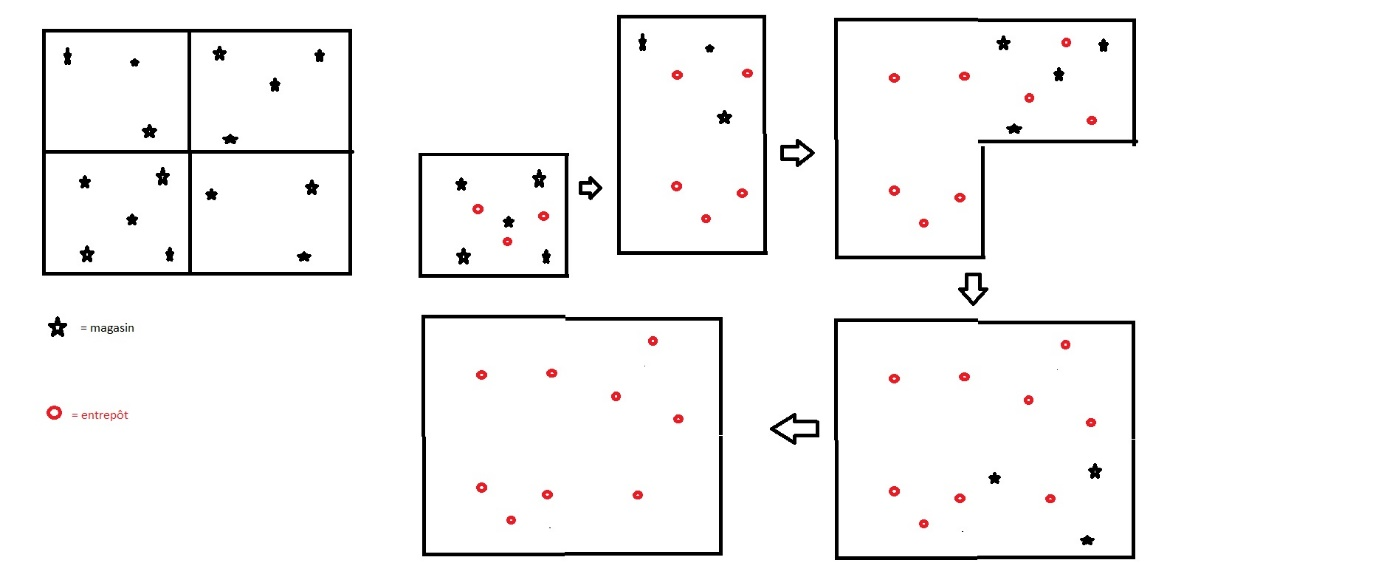 = magasin
= entrepôt